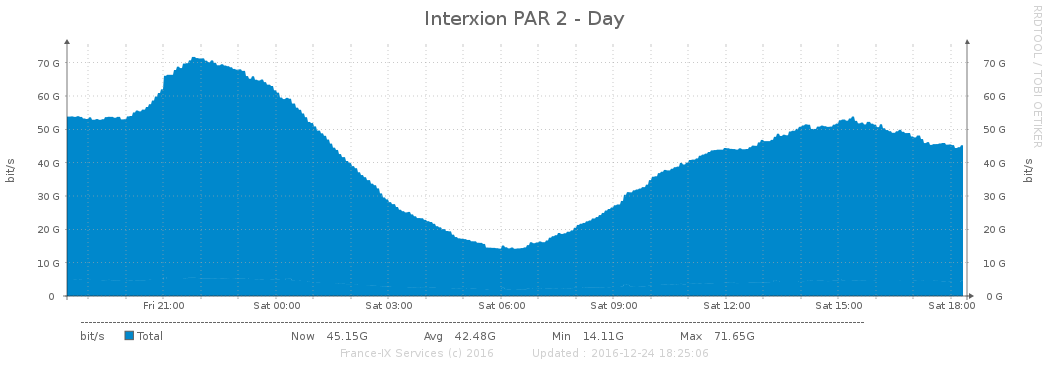 Interxion PAR 2 - Day
RRDTOOL / TOBI OETIKER
bit/s
70 G
60 G
50 G
40 G
30 G
20 G
10 G
0
70 G
60 G
50 G
40 G
30 G
20 G
10 G
0 G
bit/s
Fri 21:00 Sat 00:00 Sat 03:00 Sat 06:00 Sat 09:00 Sat 12:00 Sat 15:00 Sat 18:00
bit/s Total Now 45.15G Avg 42.48G Min 14.11G Max 71.65G
France-IX Services (c) 2016 Updated : 2016-12-24 18:25:06